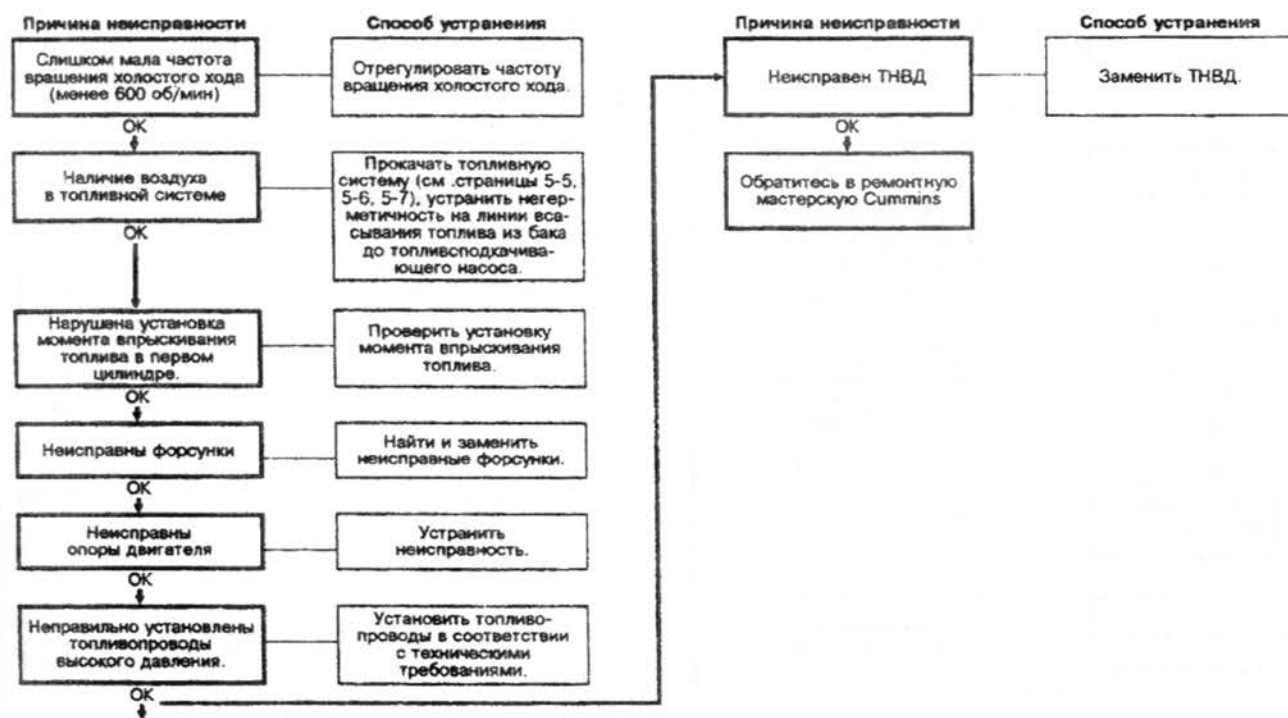 Причина неисправности
Способ устранения
Слишком мала частота
вращения холостого хода
(менее 600 об/мин)
Отрегулировать частоту
вращения холостого хода.
OK
Наличие воздуха
в топливной системе
Прокачать топливную
систему (см .страницы 5-5,
5-6, 5-7), устранить негер-
метичность на линии вса-
сывания топлива из бака
до топливсподкачива-
ющего насоса.
OK
Нарушена установка
момента впрыскивания
топлива в первом
цилиндре.
Проверить установку
момента впрыскивания
топлива.
OK
Неисправны форсунки
Найти и заменить
неисправные форсунки.
OK
Неисправны
опоры двигателя
Устранить
неисправность.
OK
Неправильно установлены
топливопроводы
высокого давления.
Установить топливо-
проводы в соответствии
с техническими
требованиями.
OK
Причина неисправности
Способ устранения
Неисправен ТНВД
Заменить ТНВД.
OK
Обратитесь в ремонтную
мастерскую Cummins